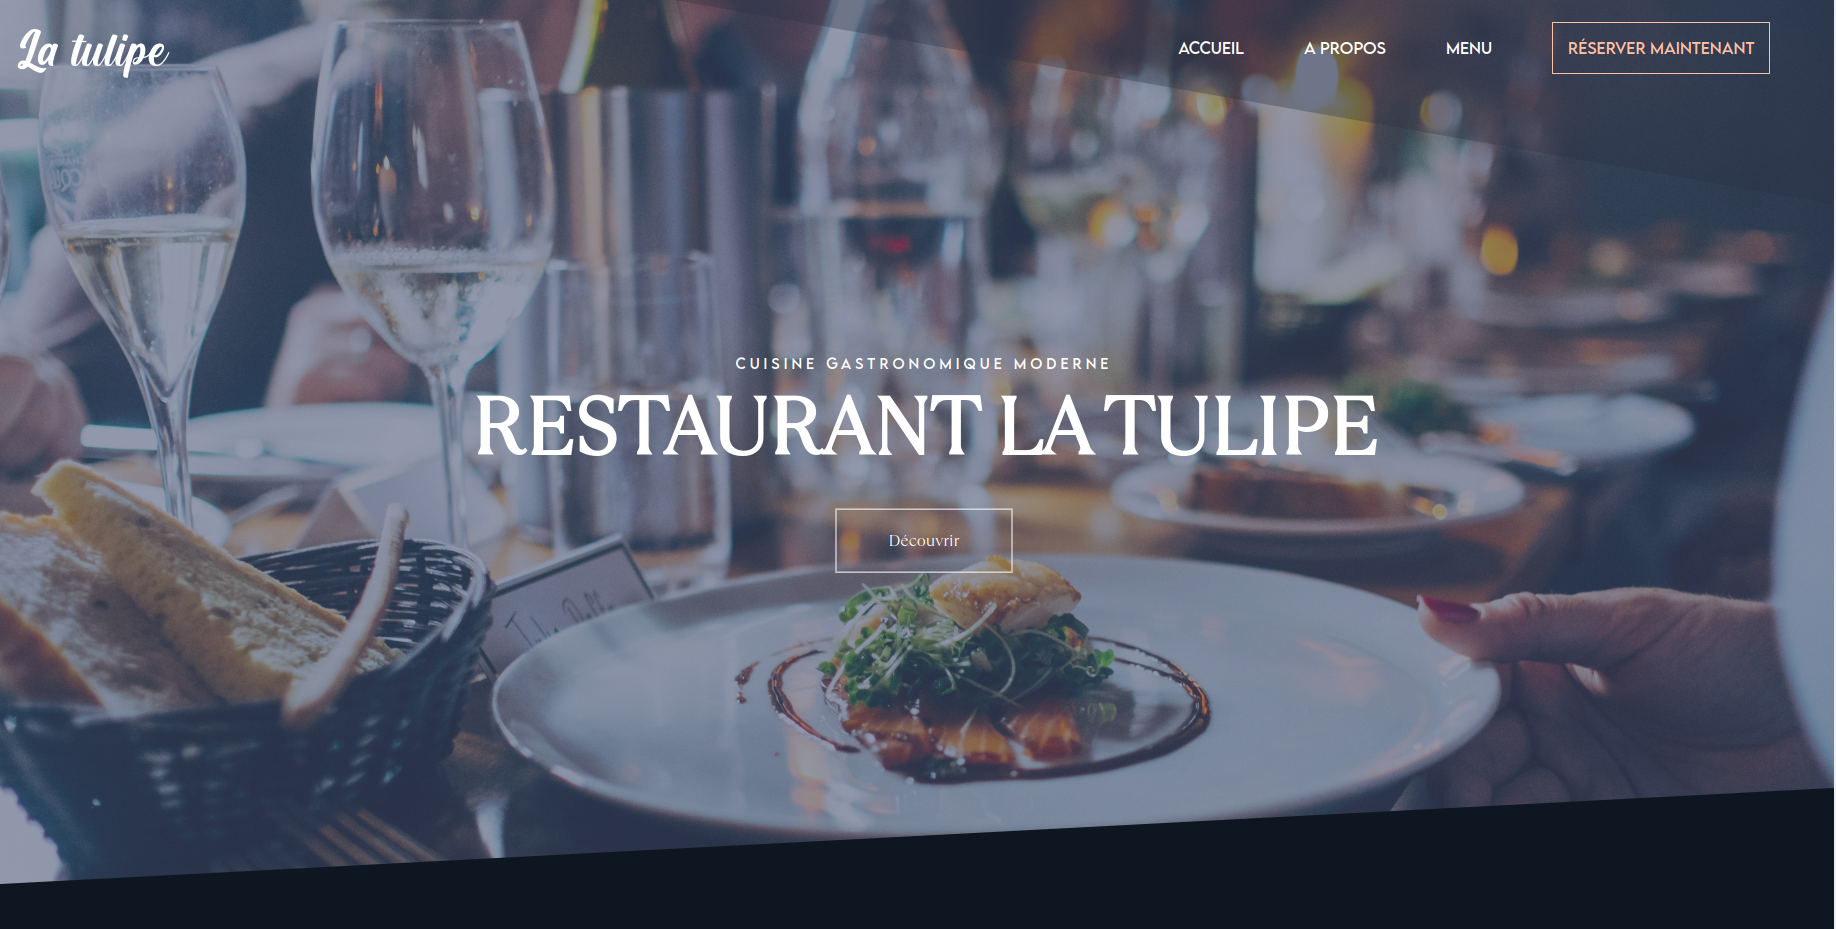 La tulipe
ACCUEIL
A PROPOS
MENU
RÉSERVER MAINTENANT
CUISINE GASTRONOMIQUE MODERNE
RESTAURANT LA TULIPE
Découvrir